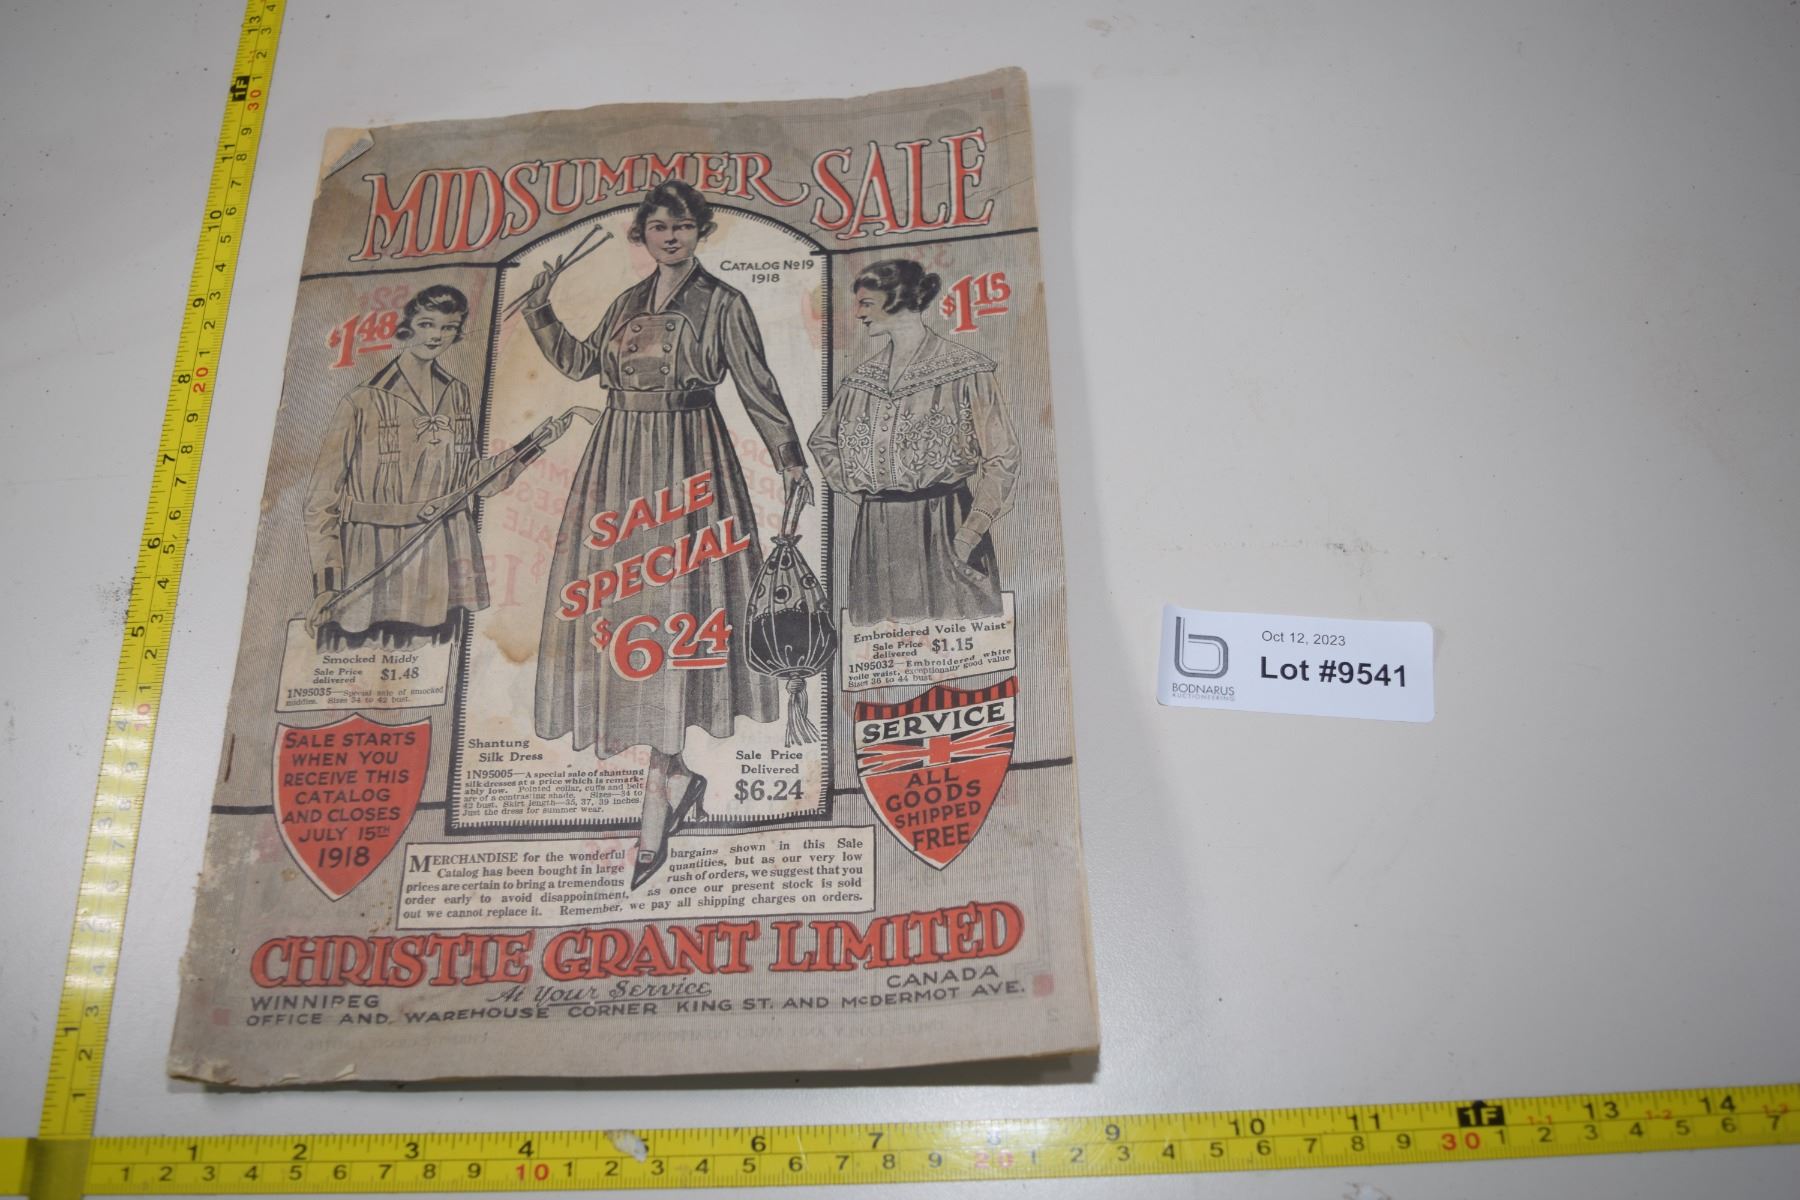 MIDSUMMER SALE
CATALOG No 19
1918
$1.48
$1.15
SALE
SPECIAL
$6.24
Smocked Middy
Sale Price
delivered $1.48
1N95035—Special sale of smocked
middies. Sizes 34 to 42 bust.
Embroidered Voile Waist
Sale Price
delivered $1.15
1N95032—Embroidered white
voile waist, exceptionally good value
Sizes 36 to 44 bust.
SALE STARTS
WHEN YOU
RECEIVE THIS
CATALOG
AND CLOSES
JULY 15TH
1918
Shantung
Silk Dress
1N95005—A special sale of shantung
silk dresses at a price which is remark-
ably low. Pointed collar, cuffs and belt
are of a contrasting shade. Sizes—34 to
42 bust. Skirt length—35, 37, 39 inches.
Just the dress for summer wear.
Sale Price
Delivered
$6.24
SERVICE
ALL
GOODS
SHIPPED
FREE
MERCHANDISE for the wonderful bargains shown in this Sale
Catalog has been bought in large quantities, but as our very low
prices are certain to bring a tremendous rush of orders, we suggest that you
order early to avoid disappointment, as once our present stock is sold
out we cannot replace it. Remember, we pay all shipping charges on orders.
CHRISTIE GRANT LIMITED
WINNIPEG At Your Service CANADA
OFFICE AND WAREHOUSE CORNER KING ST. AND McDERMOT AVE.
Oct 12, 2023
Lot #9541
BODNARUS
AUCTIONEERING